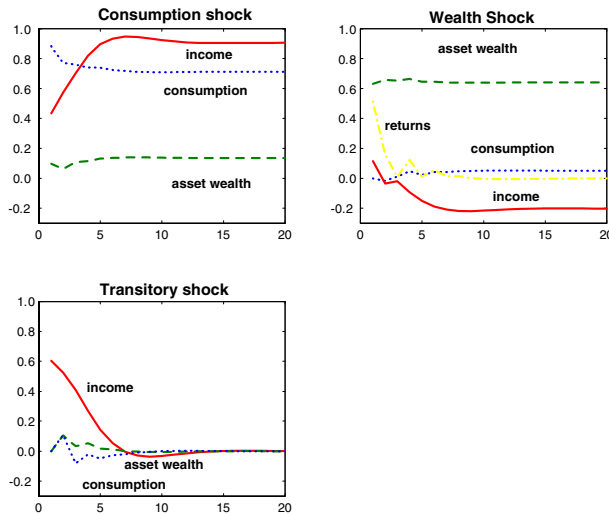 Consumption shock
1.0
0.8
0.6
0.4
0.2
0.0
-0.2
0 5 10 15 20
income
consumption
asset wealth
Wealth Shock
1.0
0.8
0.6
0.4
0.2
0.0
-0.2
0 5 10 15 20
asset wealth
returns
consumption
income
Transitory shock
1.0
0.8
0.6
0.4
0.2
0.0
-0.2
0 5 10 15 20
income
asset wealth
consumption